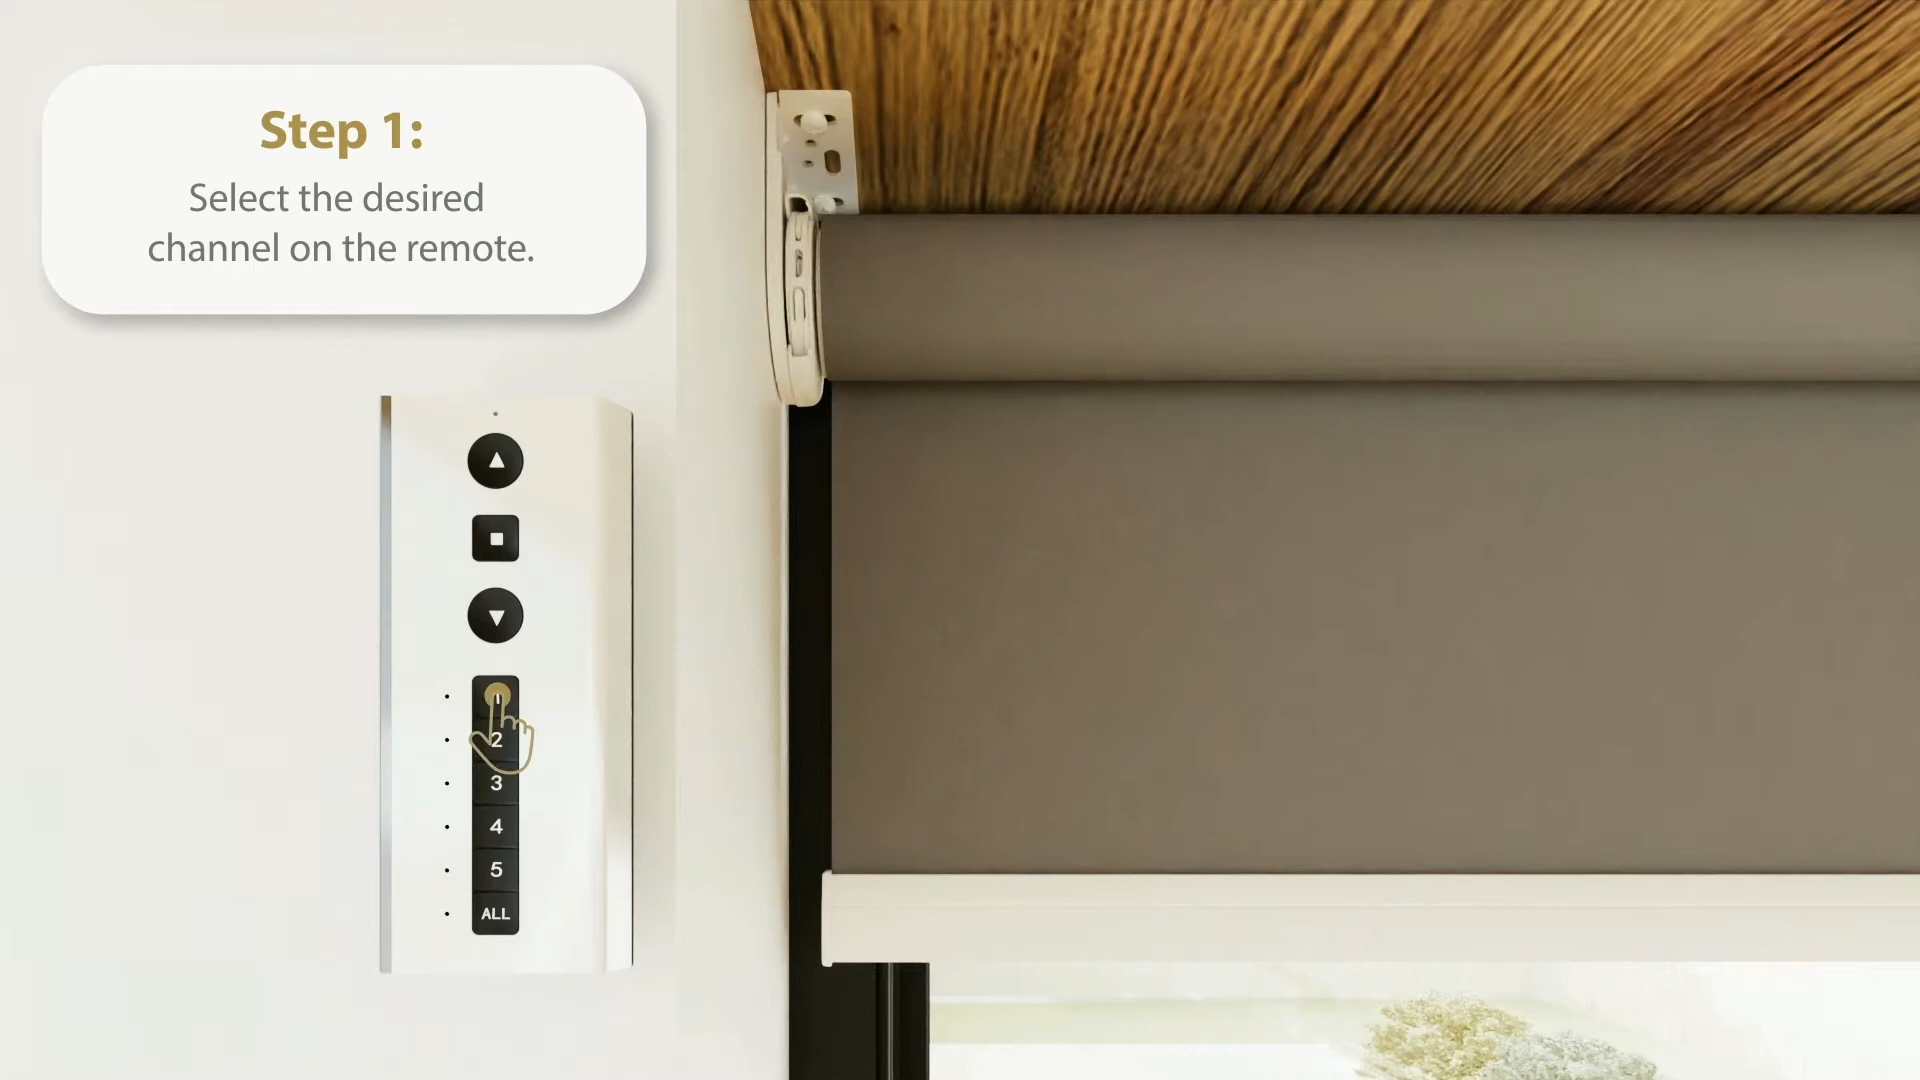 Step 1:
Select the desired
channel on the remote.
2
3
4
5
ALL